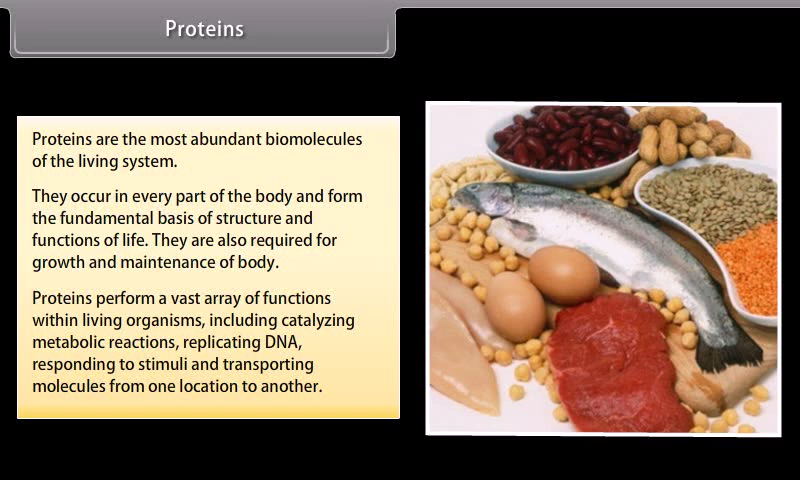 Proteins
Proteins are the most abundant biomolecules
of the living system.
They occur in every part of the body and form
the fundamental basis of structure and
functions of life. They are also required for
growth and maintenance of body.
Proteins perform a vast array of functions
within living organisms, including catalyzing
metabolic reactions, replicating DNA,
responding to stimuli and transporting
molecules from one location to another.